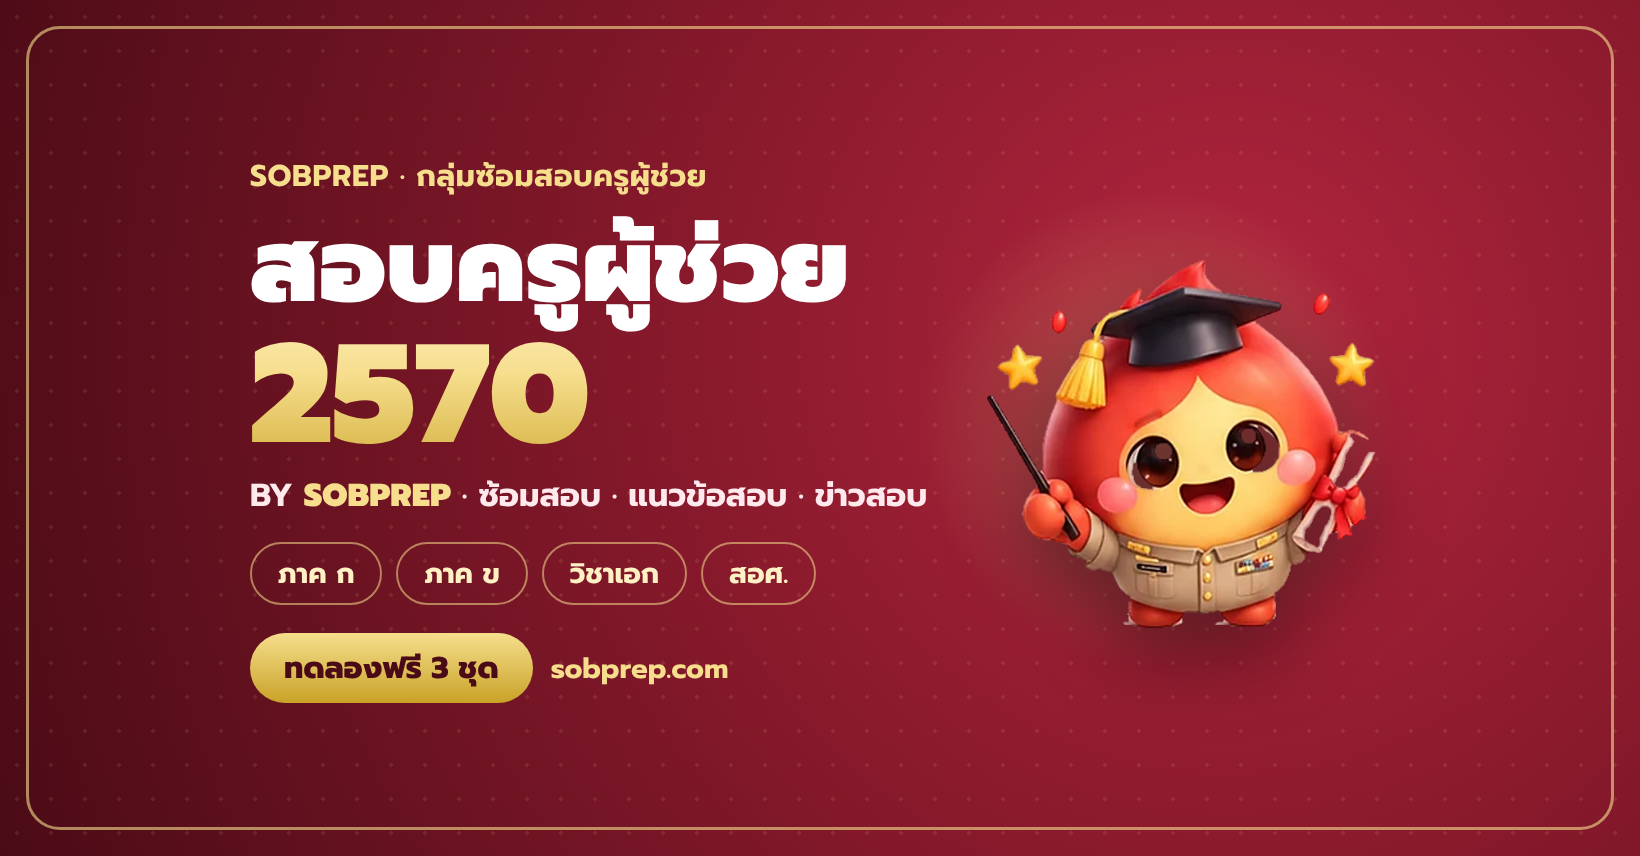 SOBPREP · กลุ่มซ้อมสอบครูผู้ช่วย
สอบครูผู้ช่วย
2570
BY SOBPREP · ซ้อมสอบ · แนวข้อสอบ · ข่าวสอบ
ภาค ก ภาค ข วิชาเอก สอศ.
ทดลองฟรี 3 ชุด sobprep.com